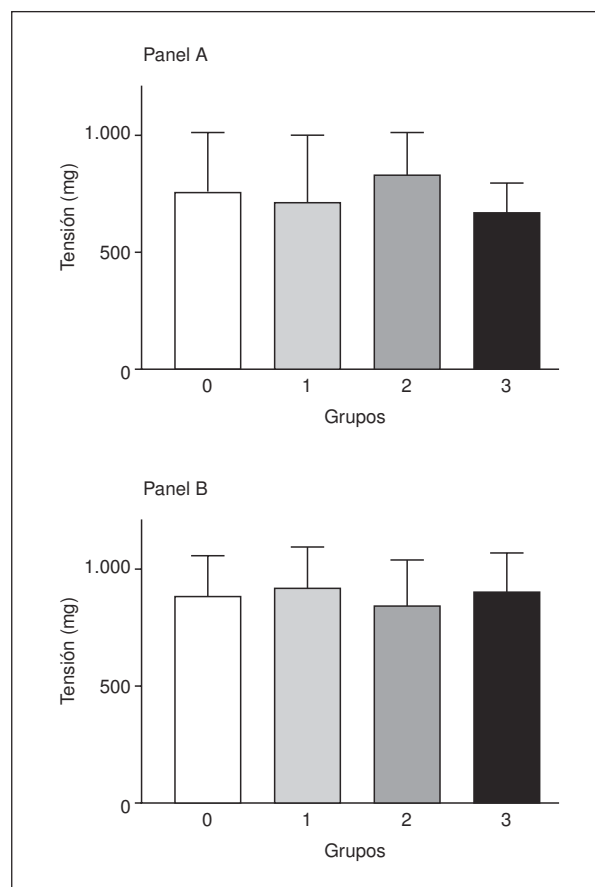 Panel A
Tensión (mg)
1.000
500
0
0 1 2 3
Grupos
Panel B
Tensión (mg)
1.000
500
0
0 1 2 3
Grupos